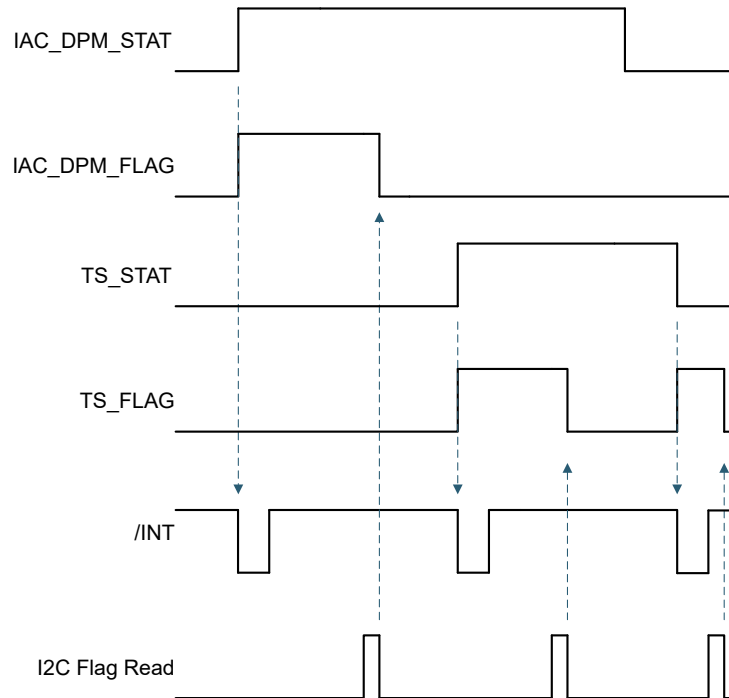 IAC_DPM_STAT
IAC_DPM_FLAG
TS_STAT
TS_FLAG
/INT
I2C Flag Read